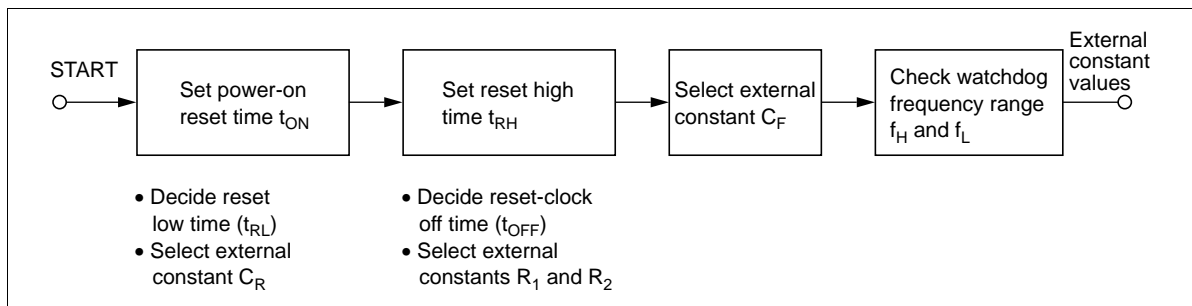 START
Set power-on
reset time tON
Set reset high
time tRH
Select external
constant CF
Check watchdog
frequency range
fH and fL
External
constant
values
• Decide reset
low time (tRL)
• Select external
constant CR
• Decide reset-clock
off time (tOFF)
• Select external
constants R1 and R2